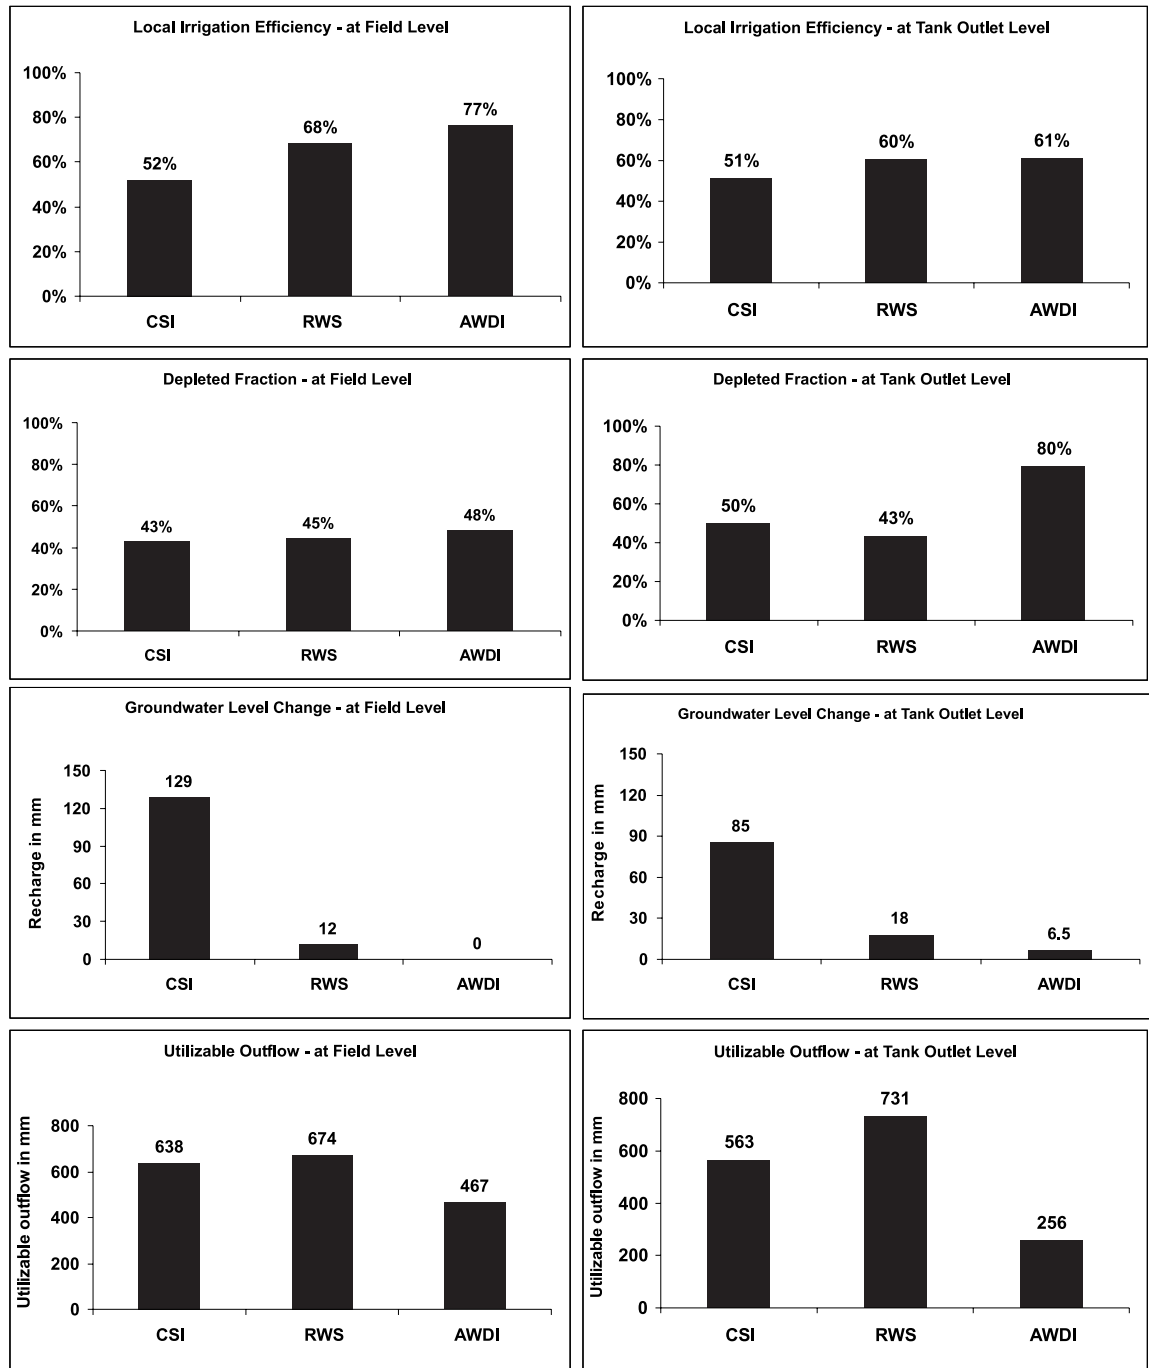 Local Irrigation Efficiency - at Field Level
100%
80%
60%
40%
20%
0%
52%
68%
77%
CSI
RWS
AWDI
Local Irrigation Efficiency - at Tank Outlet Level
100%
80%
60%
40%
20%
0%
51%
60%
61%
CSI
RWS
AWDI
Depleted Fraction - at Field Level
100%
80%
60%
40%
20%
0%
43%
45%
48%
CSI
RWS
AWDI
Depleted Fraction - at Tank Outlet Level
100%
80%
60%
40%
20%
0%
50%
43%
80%
CSI
RWS
AWDI
Groundwater Level Change - at Field Level
Recharge in mm
150
120
90
60
30
0
129
12
0
CSI
RWS
AWDI
Groundwater Level Change - at Tank Outlet Level
Recharge in mm
150
120
90
60
30
0
85
18
6.5
CSI
RWS
AWDI
Utilizable Outflow - at Field Level
Utilizable outflow in mm
800
600
400
200
0
638
674
467
CSI
RWS
AWDI
Utilizable Outflow - at Tank Outlet Level
Utilizable outflow in mm
800
600
400
200
0
563
731
256
CSI
RWS
AWDI